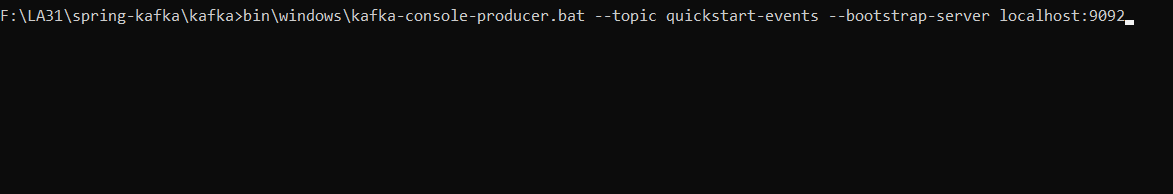 F:\LA31\spring-kafka\kafka>bin\windows\kafka-console-producer.bat --topic quickstart-events --bootstrap-server localhost:9092